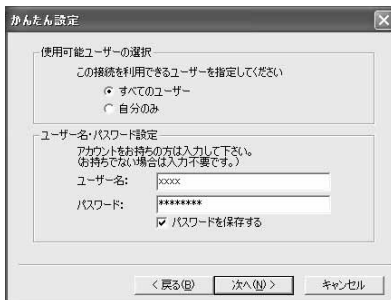 かんたん設定
使用可能ユーザーの選択
この接続を利用できるユーザーを指定してください
すべてのユーザー
自分のみ
ユーザー名・パスワード設定
アカウントをお持ちの方は入力して下さい。
(お持ちでない場合は入力不要です。)
ユーザー名: xxxx
パスワード: ********
パスワードを保存する
< 戻る(B) 次へ(N) > キャンセル